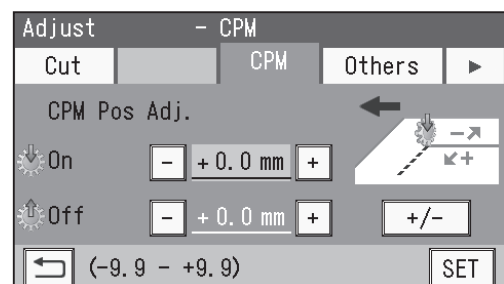 Adjust - CPM
Cut CPM Others ►
CPM Pos Adj.
On - +0.0 mm + -↗ ↙+
Off - +0.0 mm + +/-
(-9.9 - +9.9) SET